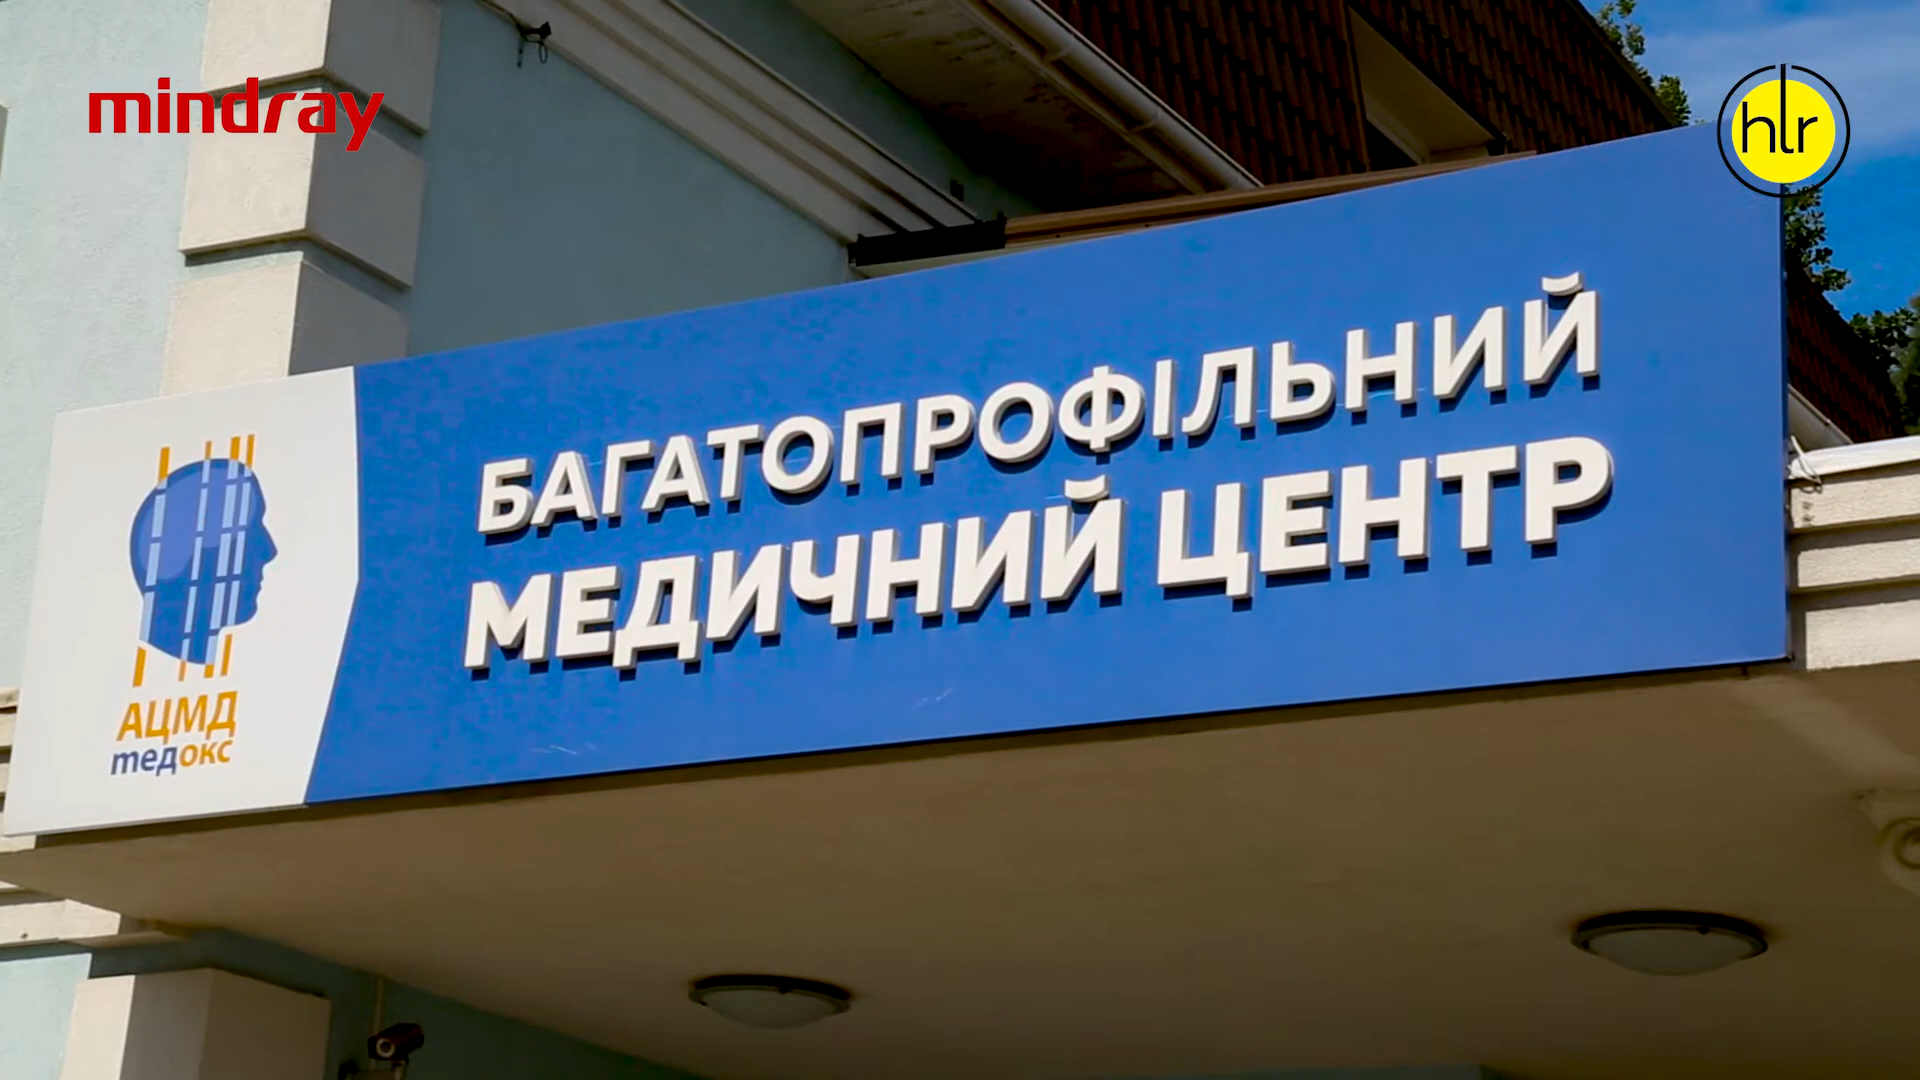 mindray
hlr
БАГАТОПРОФІЛЬНИЙ
МЕДИЧНИЙ ЦЕНТР
АЦМД
медокс